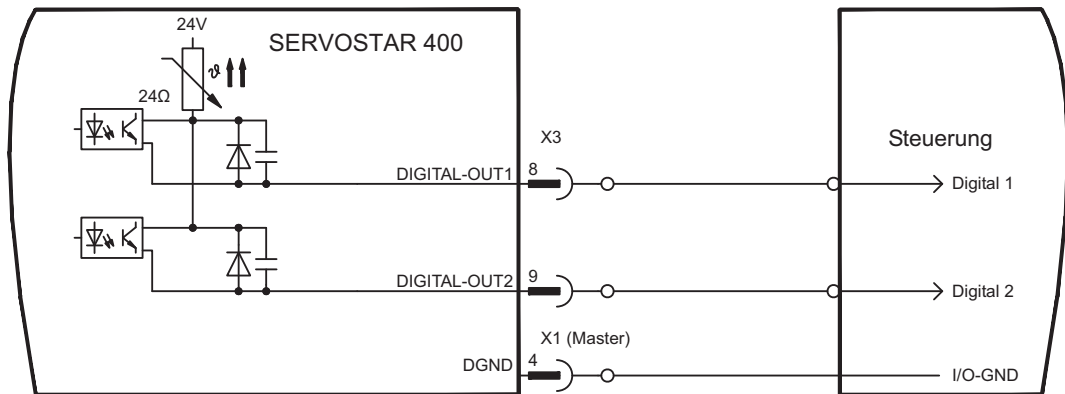 24V
SERVOSTAR 400
ϑ
24Ω
X3
Steuerung
DIGITAL-OUT1
8
Digital 1
DIGITAL-OUT2
9
Digital 2
X1 (Master)
DGND
4
I/O-GND